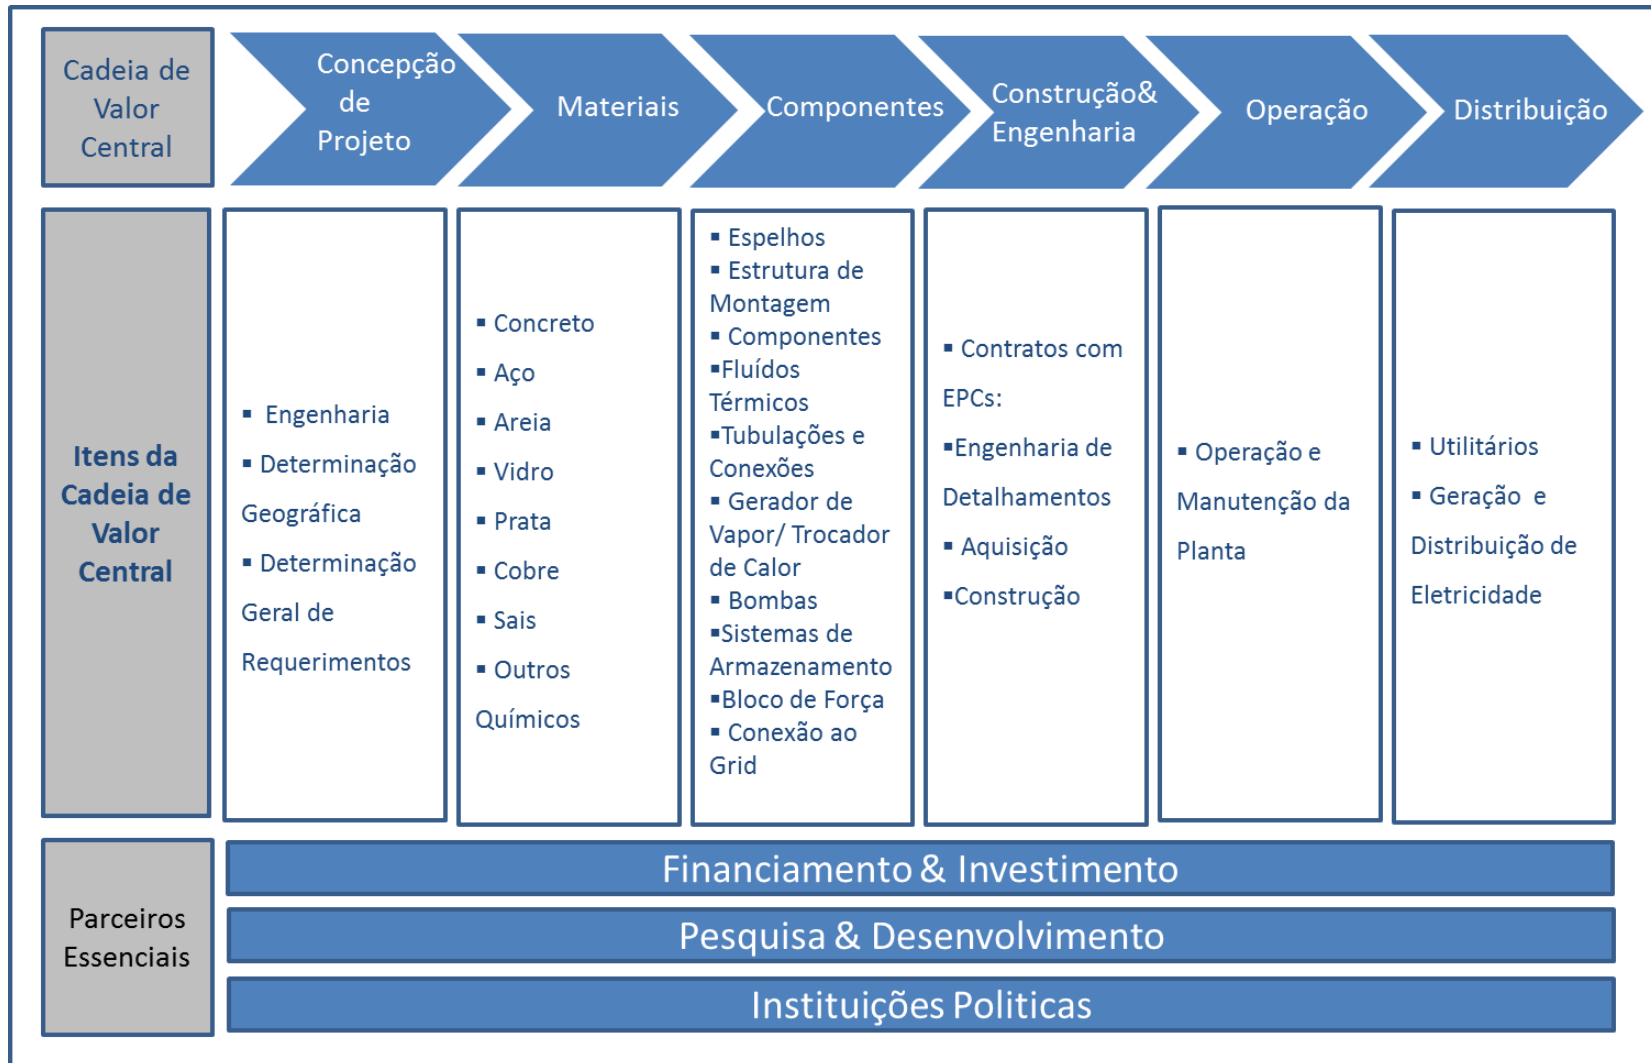 Cadeia de
Valor
Central
Concepção
de
Projeto
Materiais
Componentes
Construção&
Engenharia
Operação
Distribuição
Itens da
Cadeia de
Valor
Central
▪ Engenharia
▪ Determinação
Geográfica
▪ Determinação
Geral de
Requerimentos
▪ Concreto
▪ Aço
▪ Areia
▪ Vidro
▪ Prata
▪ Cobre
▪ Sais
▪ Outros
Químicos
▪ Espelhos
▪ Estrutura de
Montagem
▪ Componentes
▪Fluídos
Térmicos
▪Tubulações e
Conexões
▪ Gerador de
Vapor/ Trocador
de Calor
▪ Bombas
▪Sistemas de
Armazenamento
▪Bloco de Força
▪ Conexão ao
Grid
▪ Contratos com
EPCs:
▪Engenharia de
Detalhamentos
▪ Aquisição
▪Construção
▪ Operação e
Manutenção da
Planta
▪ Utilitários
▪ Geração e
Distribuição de
Eletricidade
Parceiros
Essenciais
Financiamento & Investimento
Pesquisa & Desenvolvimento
Instituições Politicas